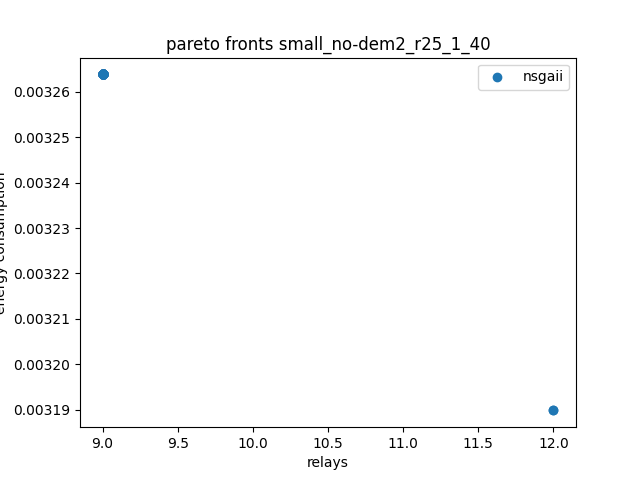 pareto fronts small_no-dem2_r25_1_40
nsgaii
0.00326
0.00325
0.00324
0.00323
0.00322
0.00321
0.00320
0.00319
energy consumption
9.0 9.5 10.0 10.5 11.0 11.5 12.0
relays